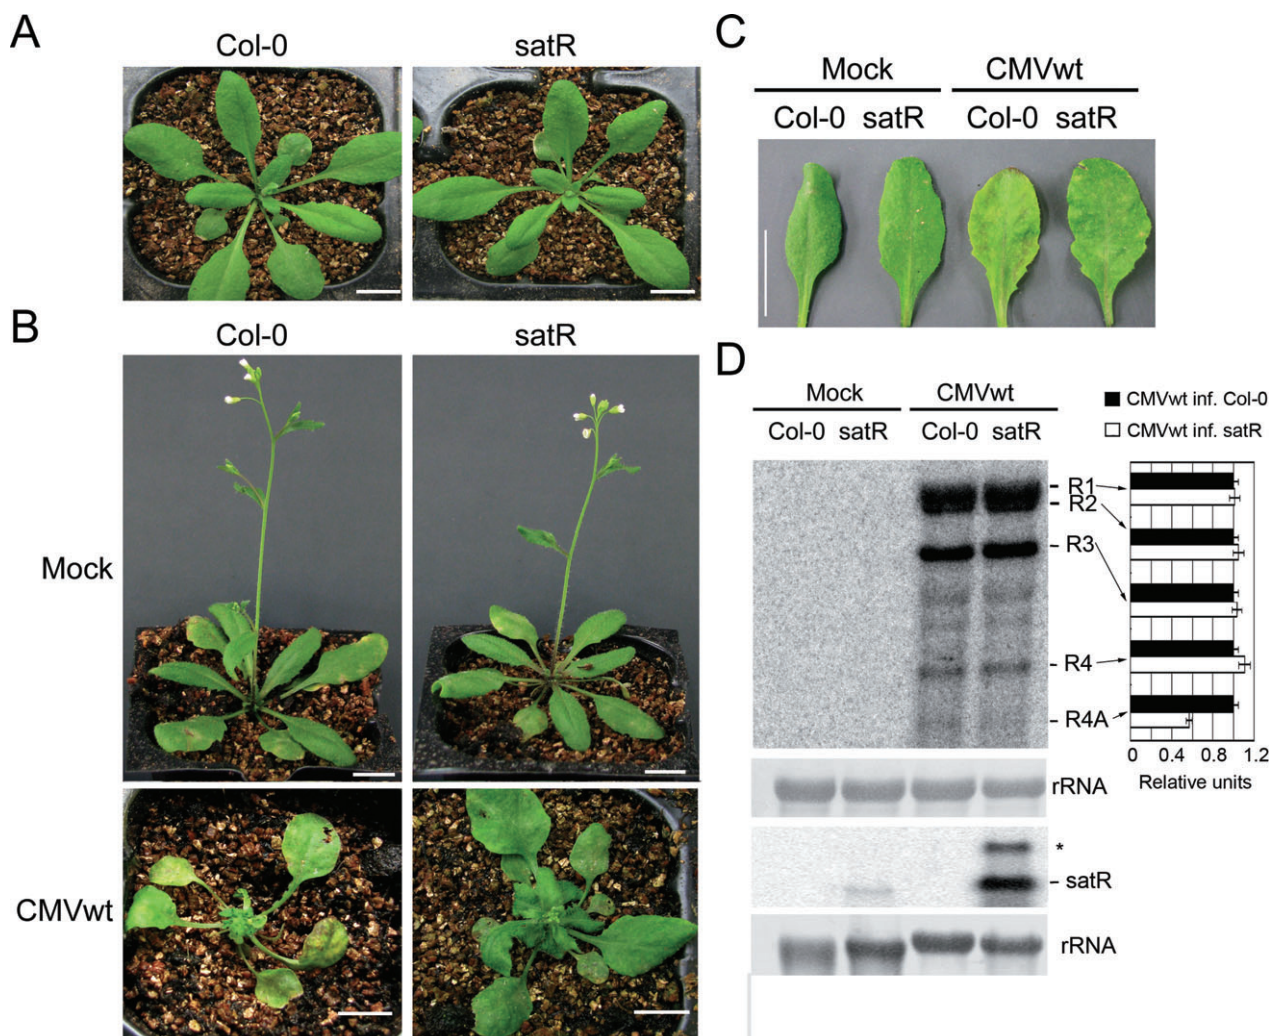 A
Col-0 satR
B
Col-0 satR
Mock
CMVwt
C
Mock CMVwt
Col-0 satR Col-0 satR
D
Mock CMVwt
Col-0 satR Col-0 satR
CMVwt inf. Col-0
CMVwt inf. satR
R1
R2
R3
R4
R4A
0 0.4 0.8 1.2
Relative units
rRNA
*
satR
rRNA